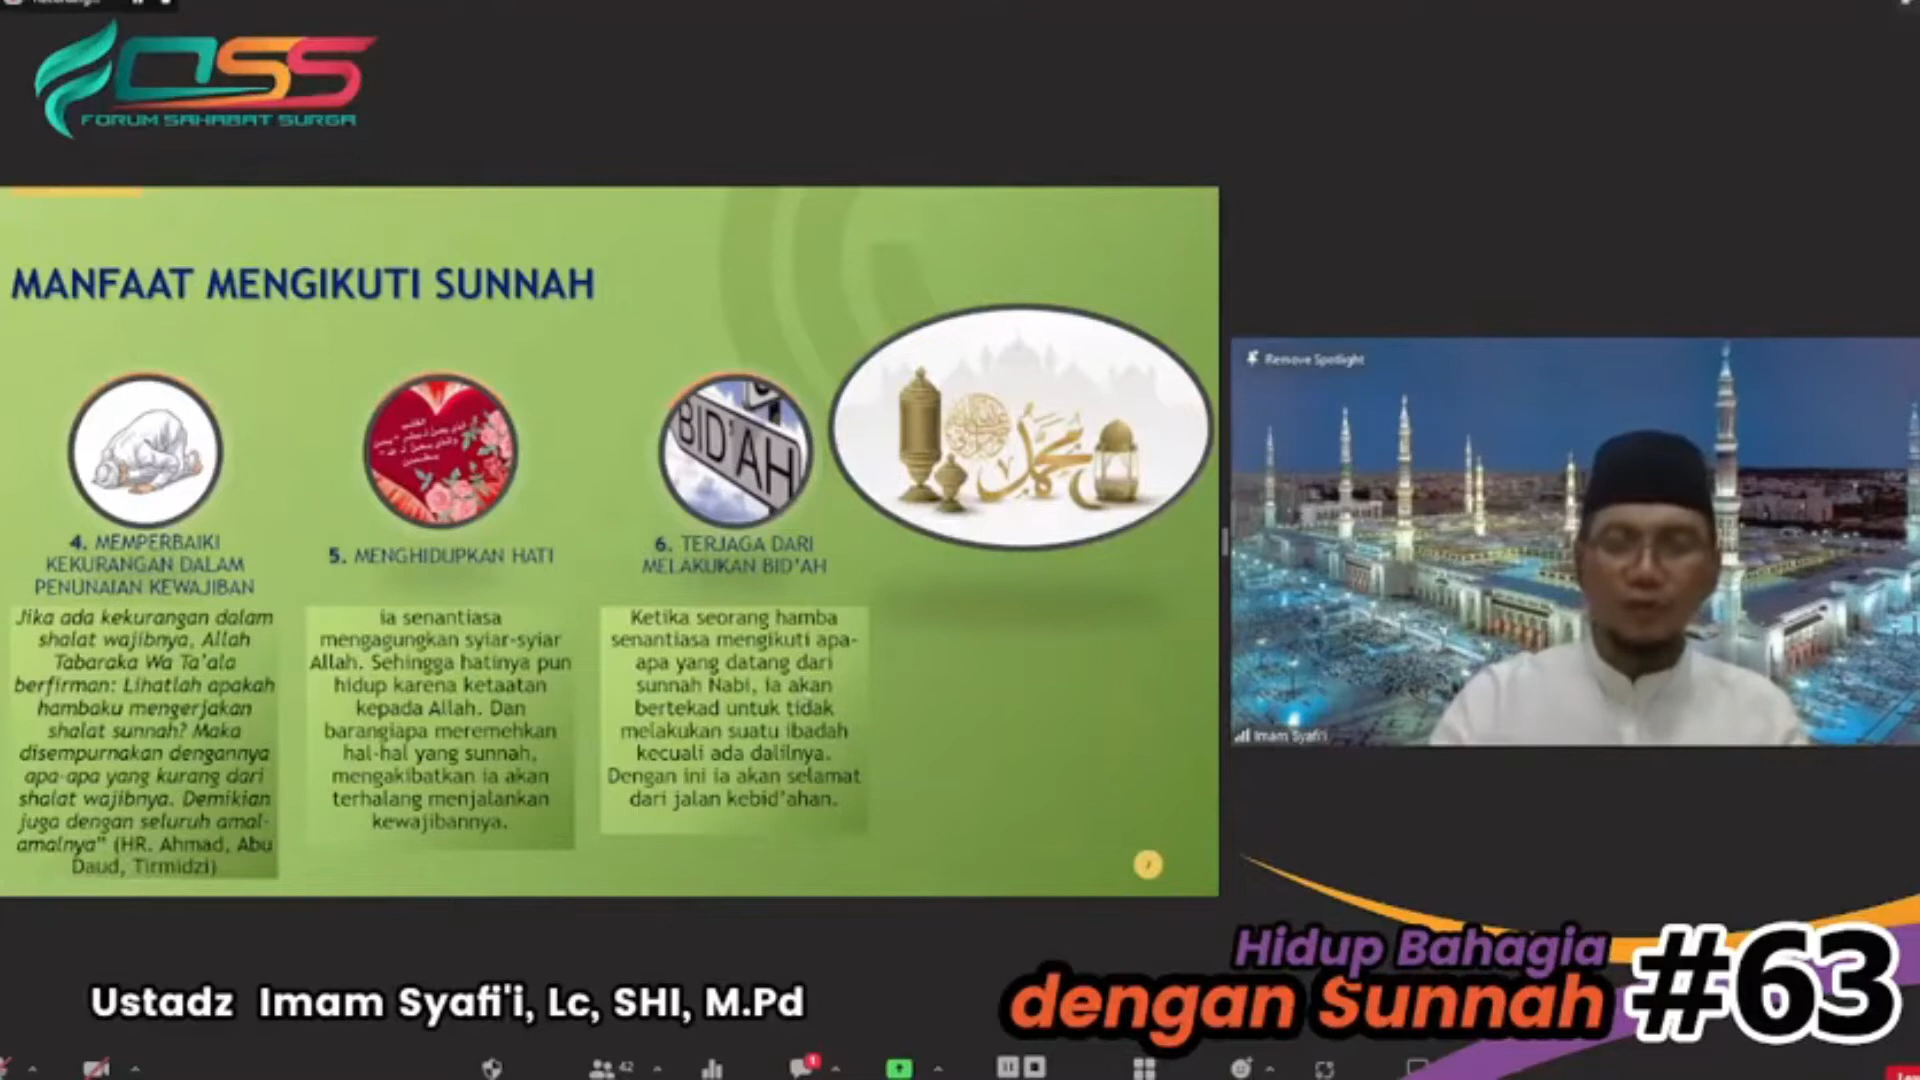 FOSS
FORUM SAHABAT SURGA
MANFAAT MENGIKUTI SUNNAH
4. MEMPERBAIKI
KEKURANGAN DALAM
PENUNAIAN KEWAJIBAN
Jika ada kekurangan dalam
shalat wajibnya, Allah
Tabaraka Wa Ta'ala
berfirman: Lihatlah apakah
hambaku mengerjakan
shalat sunnah? Maka
disempurnakan dengannya
apa-apa yang kurang dari
shalat wajibnya. Demikian
juga dengan seluruh amal-
amalnya" (HR. Ahmad, Abu
Daud, Tirmidzi)
5. MENGHIDUPKAN HATI
ia senantiasa
mengagungkan syiar-syiar
Allah. Sehingga hatinya pun
hidup karena ketaatan
kepada Allah. Dan
barangiapa meremehkan
hal-hal yang sunnah,
mengakibatkan ia akan
terhalang menjalankan
kewajibannya.
BID'AH
6. TERJAGA DARI
MELAKUKAN BID'AH
Ketika seorang hamba
senantiasa mengikuti apa-
apa yang datang dari
sunnah Nabi, ia akan
bertekad untuk tidak
melakukan suatu ibadah
kecuali ada dalilnya.
Dengan ini ia akan selamat
dari jalan kebid'ahan.
محمد
7
Remove Spotlight
Imam Syafi'i
Ustadz Imam Syafi'i, Lc, SHI, M.Pd
Hidup Bahagia
dengan Sunnah
#63
42
1